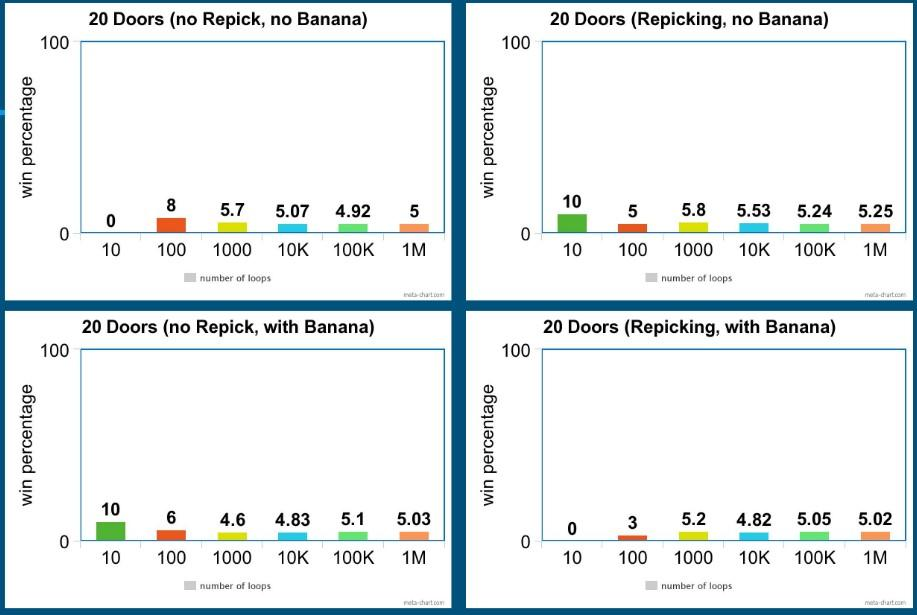 20 Doors (no Repick, no Banana)
100
win percentage
0
0 8 5.7 5.07 4.92 5
10 100 1000 10K 100K 1M
number of loops
meta-chart.com
20 Doors (Repicking, no Banana)
100
win percentage
0
10 5 5.8 5.53 5.24 5.25
10 100 1000 10K 100K 1M
number of loops
meta-chart.com
20 Doors (no Repick, with Banana)
100
win percentage
0
10 6 4.6 4.83 5.1 5.03
10 100 1000 10K 100K 1M
number of loops
meta-chart.com
20 Doors (Repicking, with Banana)
100
win percentage
0
0 3 5.2 4.82 5.05 5.02
10 100 1000 10K 100K 1M
number of loops
meta-chart.com